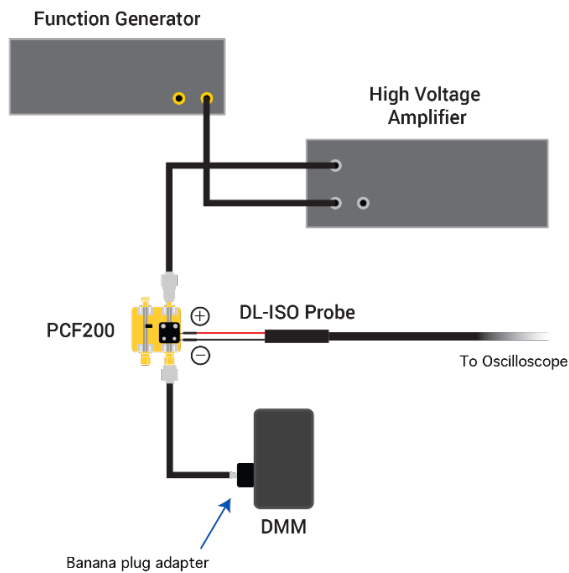 Function Generator
High Voltage
Amplifier
PCF200
+
DL-ISO Probe
−
To Oscilloscope
DMM
Banana plug adapter